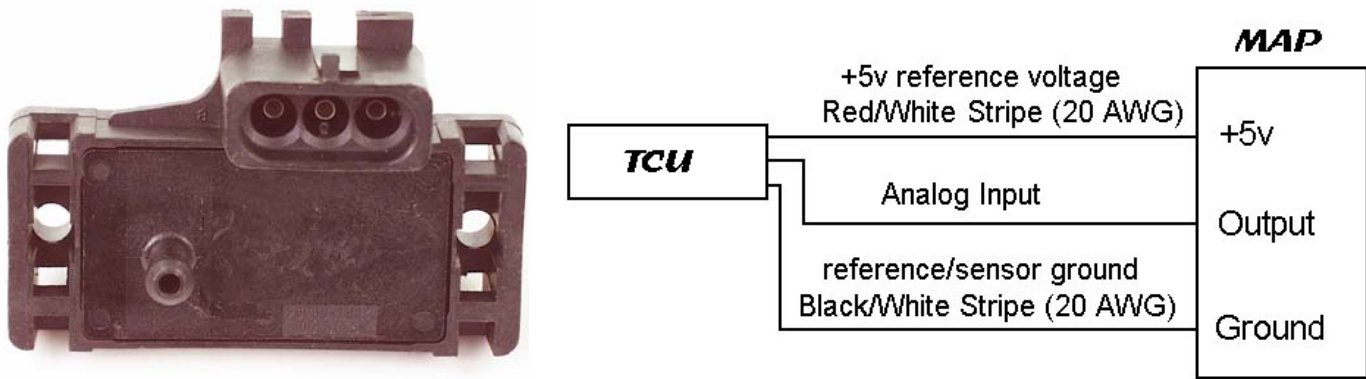 MAP
+5v reference voltage
Red/White Stripe (20 AWG)
+5v
TCU
Analog Input
Output
reference/sensor ground
Black/White Stripe (20 AWG)
Ground